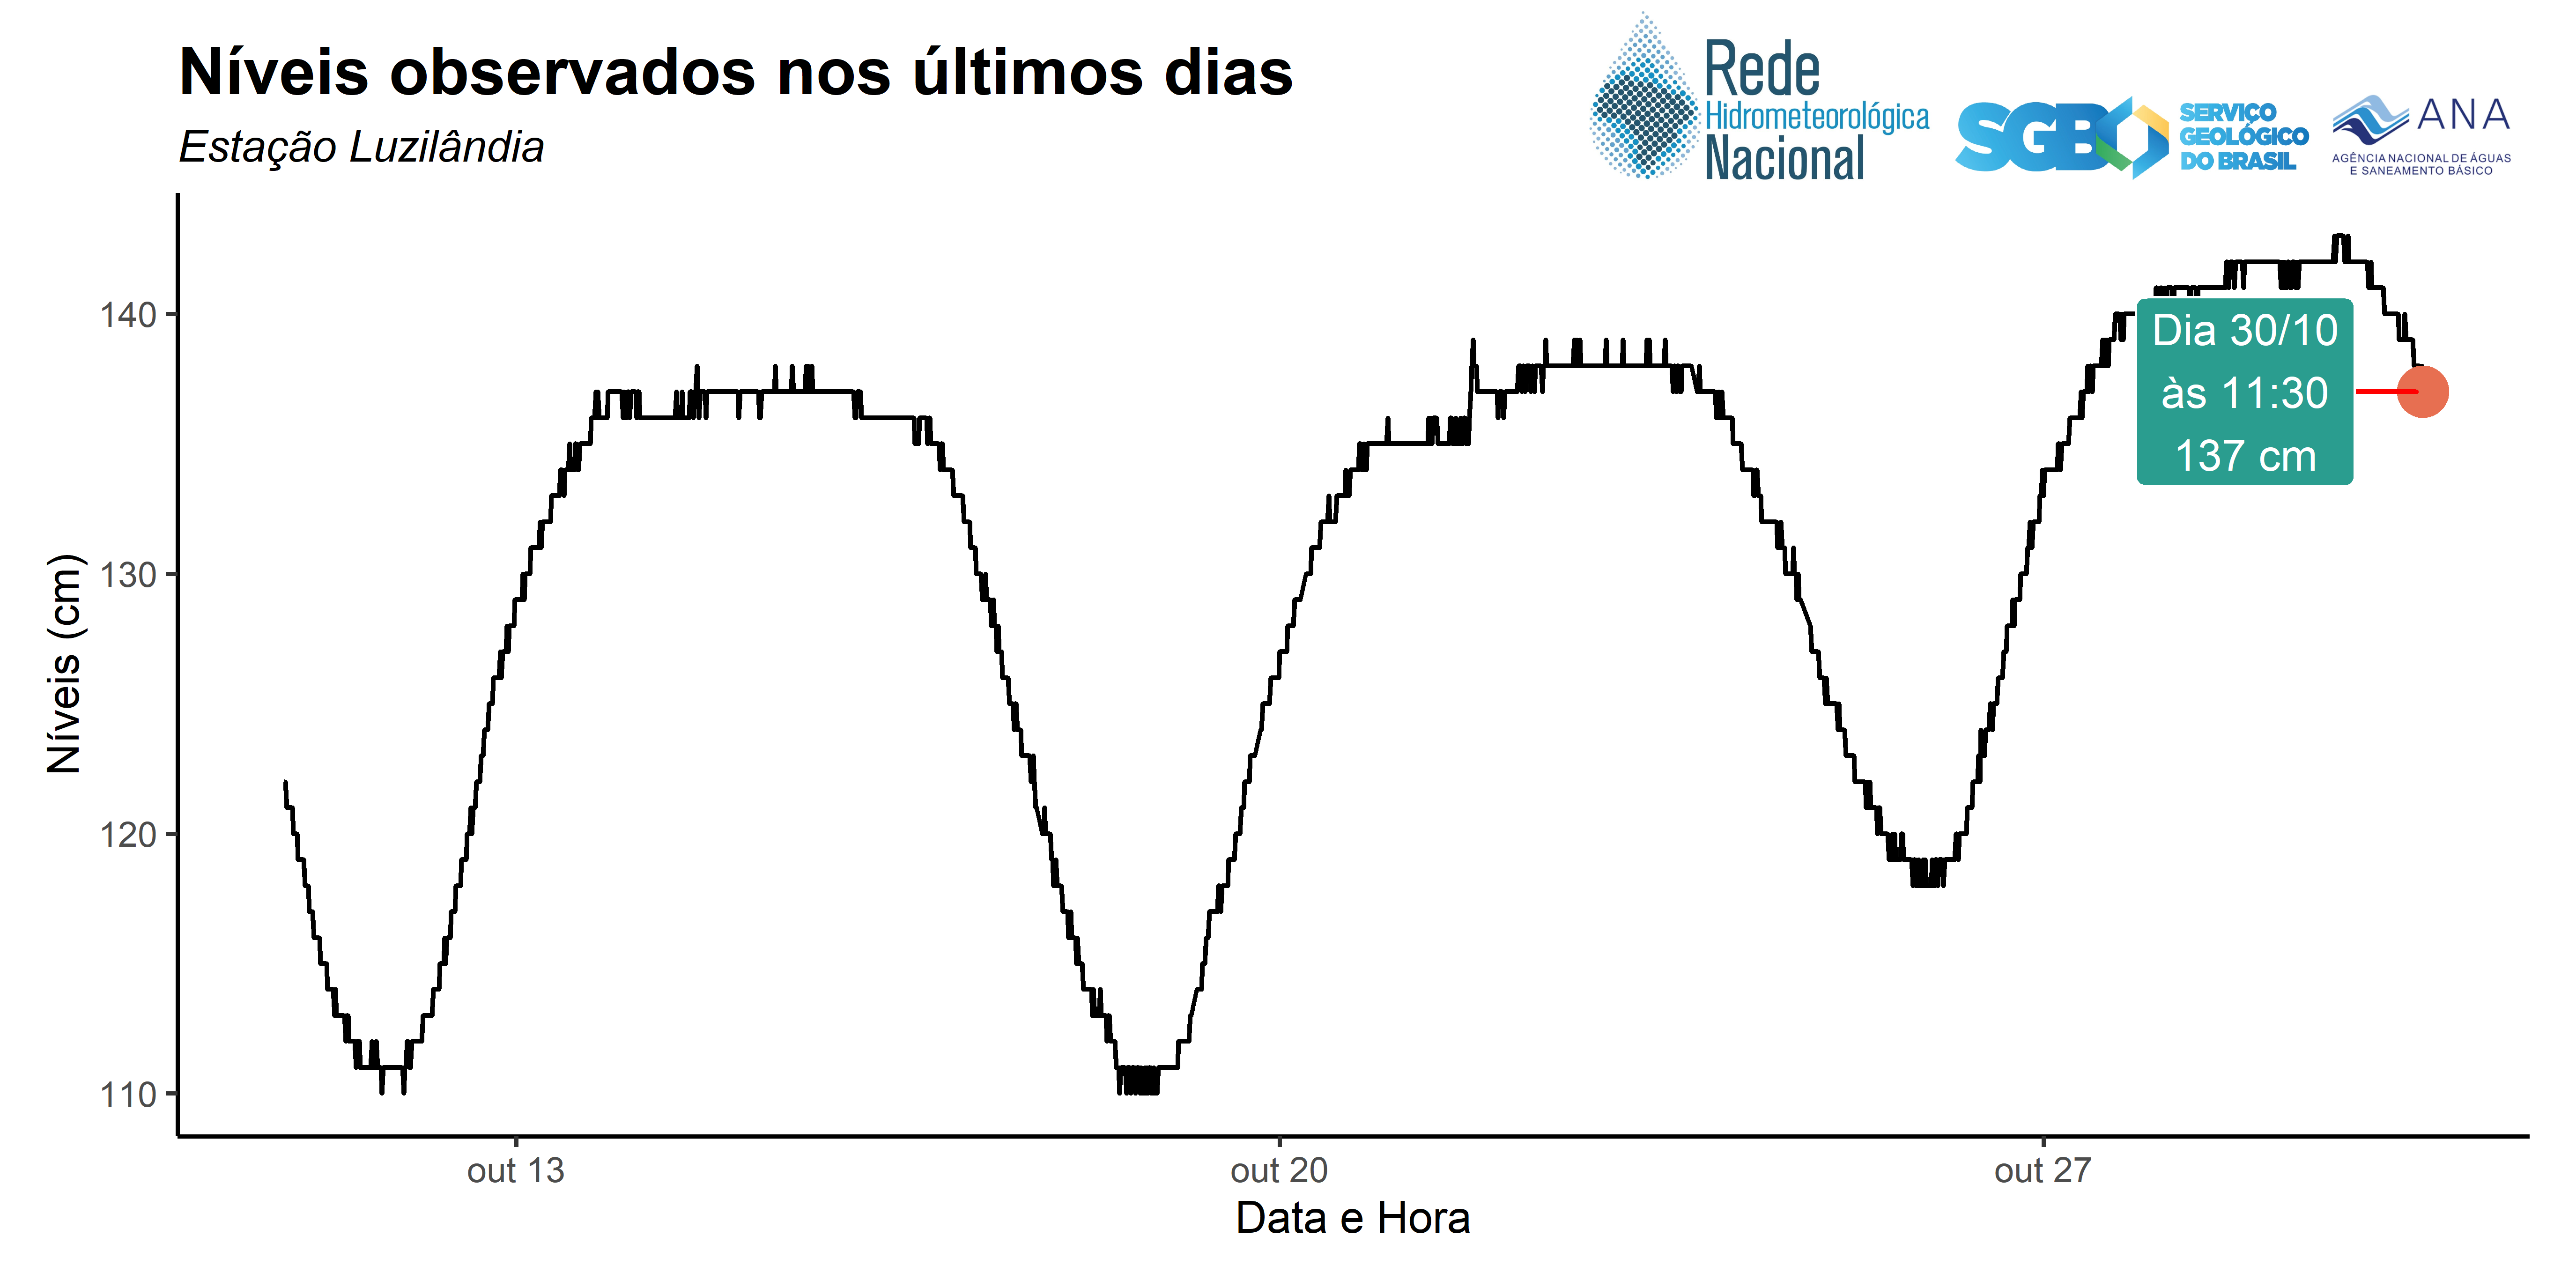 Níveis observados nos últimos dias
Estação Luzilândia
Rede
Hidrometeorológica
Nacional
SGB
SERVIÇO
GEOLÓGICO
DO BRASIL
ANA
AGÊNCIA NACIONAL DE ÁGUAS
E SANEAMENTO BÁSICO
Níveis (cm)
140
130
120
110
Dia 30/10
às 11:30
137 cm
out 13
out 20
out 27
Data e Hora